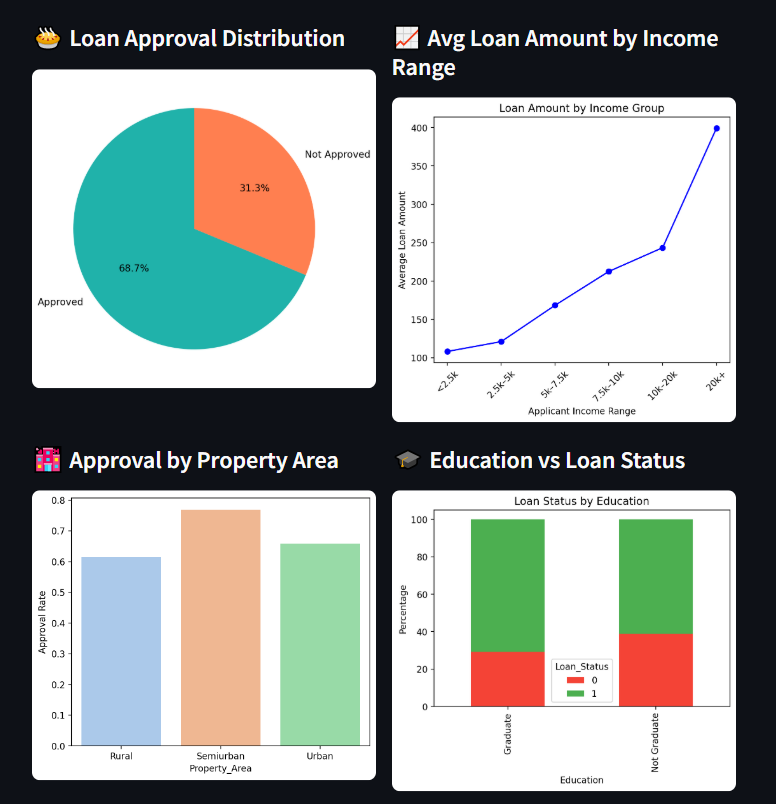 Loan Approval Distribution
Not Approved
31.3%
68.7%
Approved
Avg Loan Amount by Income
Range
Loan Amount by Income Group
400
350
300
250
200
150
100
Average Loan Amount
<2.5k
2.5k-5k
5k-7.5k
7.5k-10k
10k-20k
20k+
Applicant Income Range
Approval by Property Area
0.8
0.7
0.6
0.5
0.4
0.3
0.2
0.1
0.0
Approval Rate
Rural
Semiurban
Urban
Property_Area
Education vs Loan Status
Loan Status by Education
100
80
60
40
20
0
Percentage
Loan_Status
0
1
Graduate
Not Graduate
Education